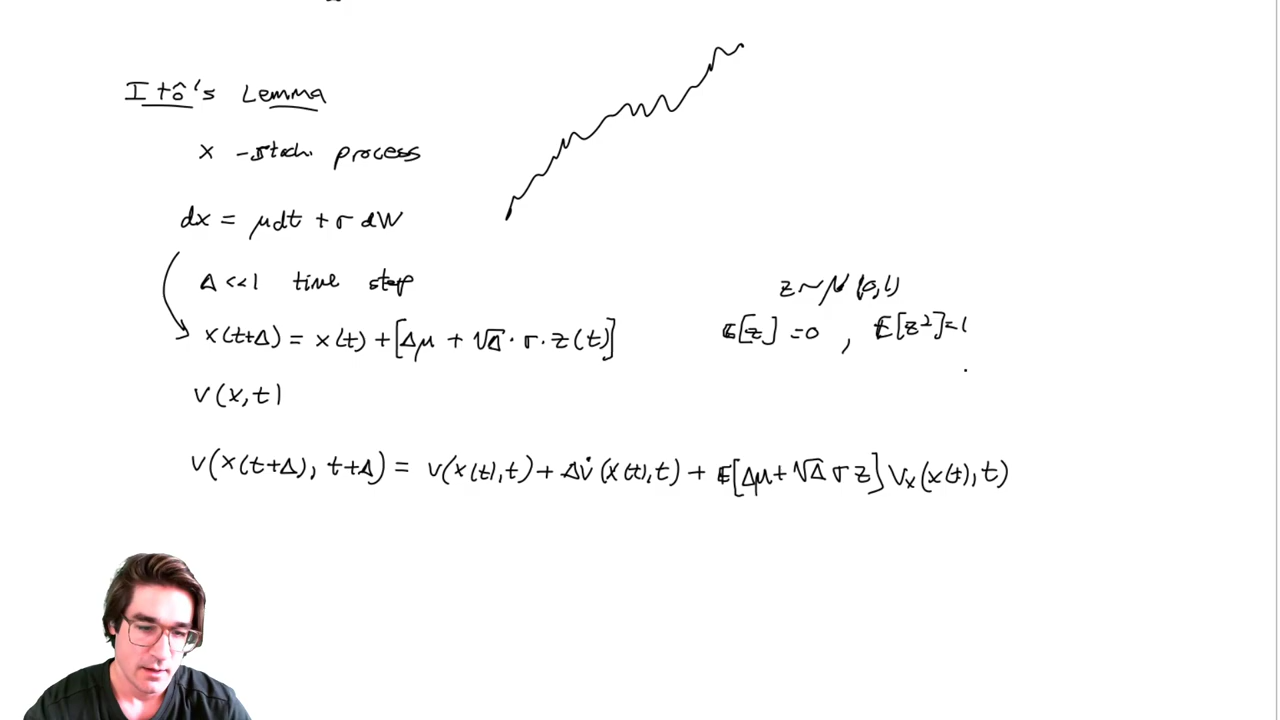 Itô's Lemma
x - stoch. process
dx = μdt + σ dW
Δ <<1 time step
z ~ N(0,1)
x(t+Δ) = x(t) + [Δμ + √Δ · σ · z(t)]
E[z] = 0 , E[z²]=1
v(x,t)
v(x(t+Δ), t+Δ) = v(x(t),t) + Δv̇(x(t),t) + E[Δμ + √Δ σ z] Vₓ(x(t),t)